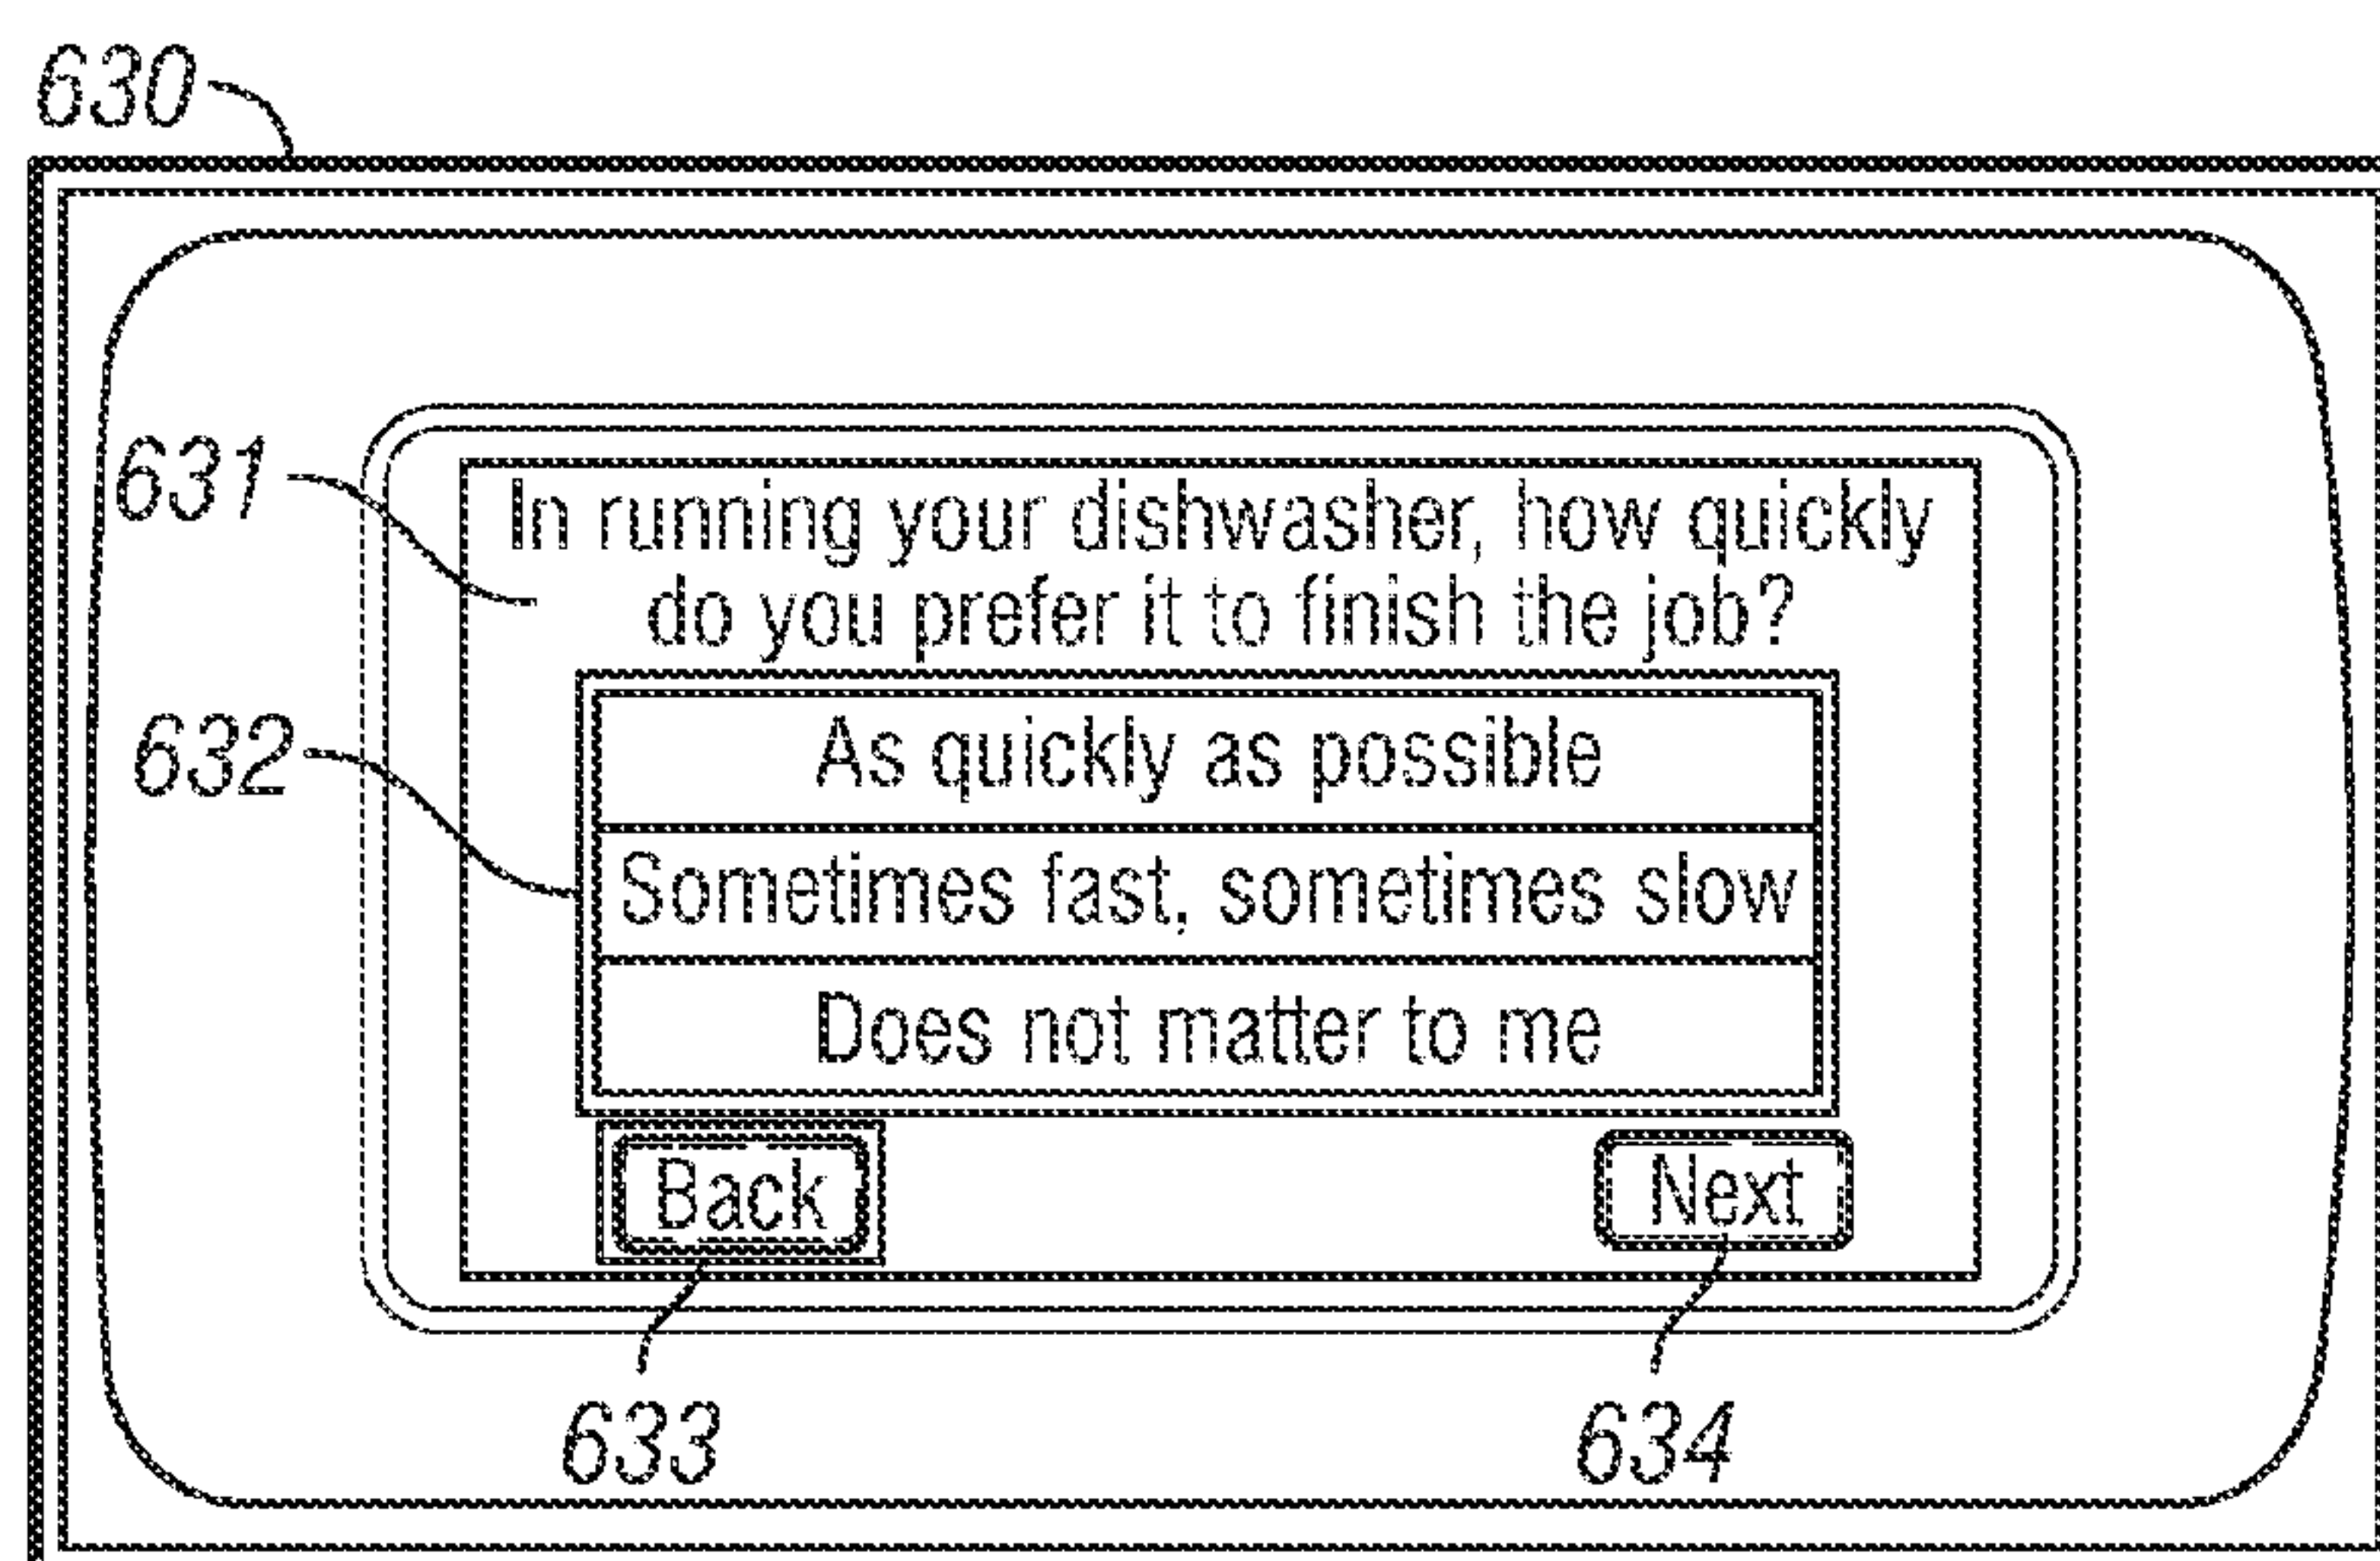 630
631
In running your dishwasher, how quickly
do you prefer it to finish the job?
632
As quickly as possible
Sometimes fast, sometimes slow
Does not matter to me
Back
Next
633
634